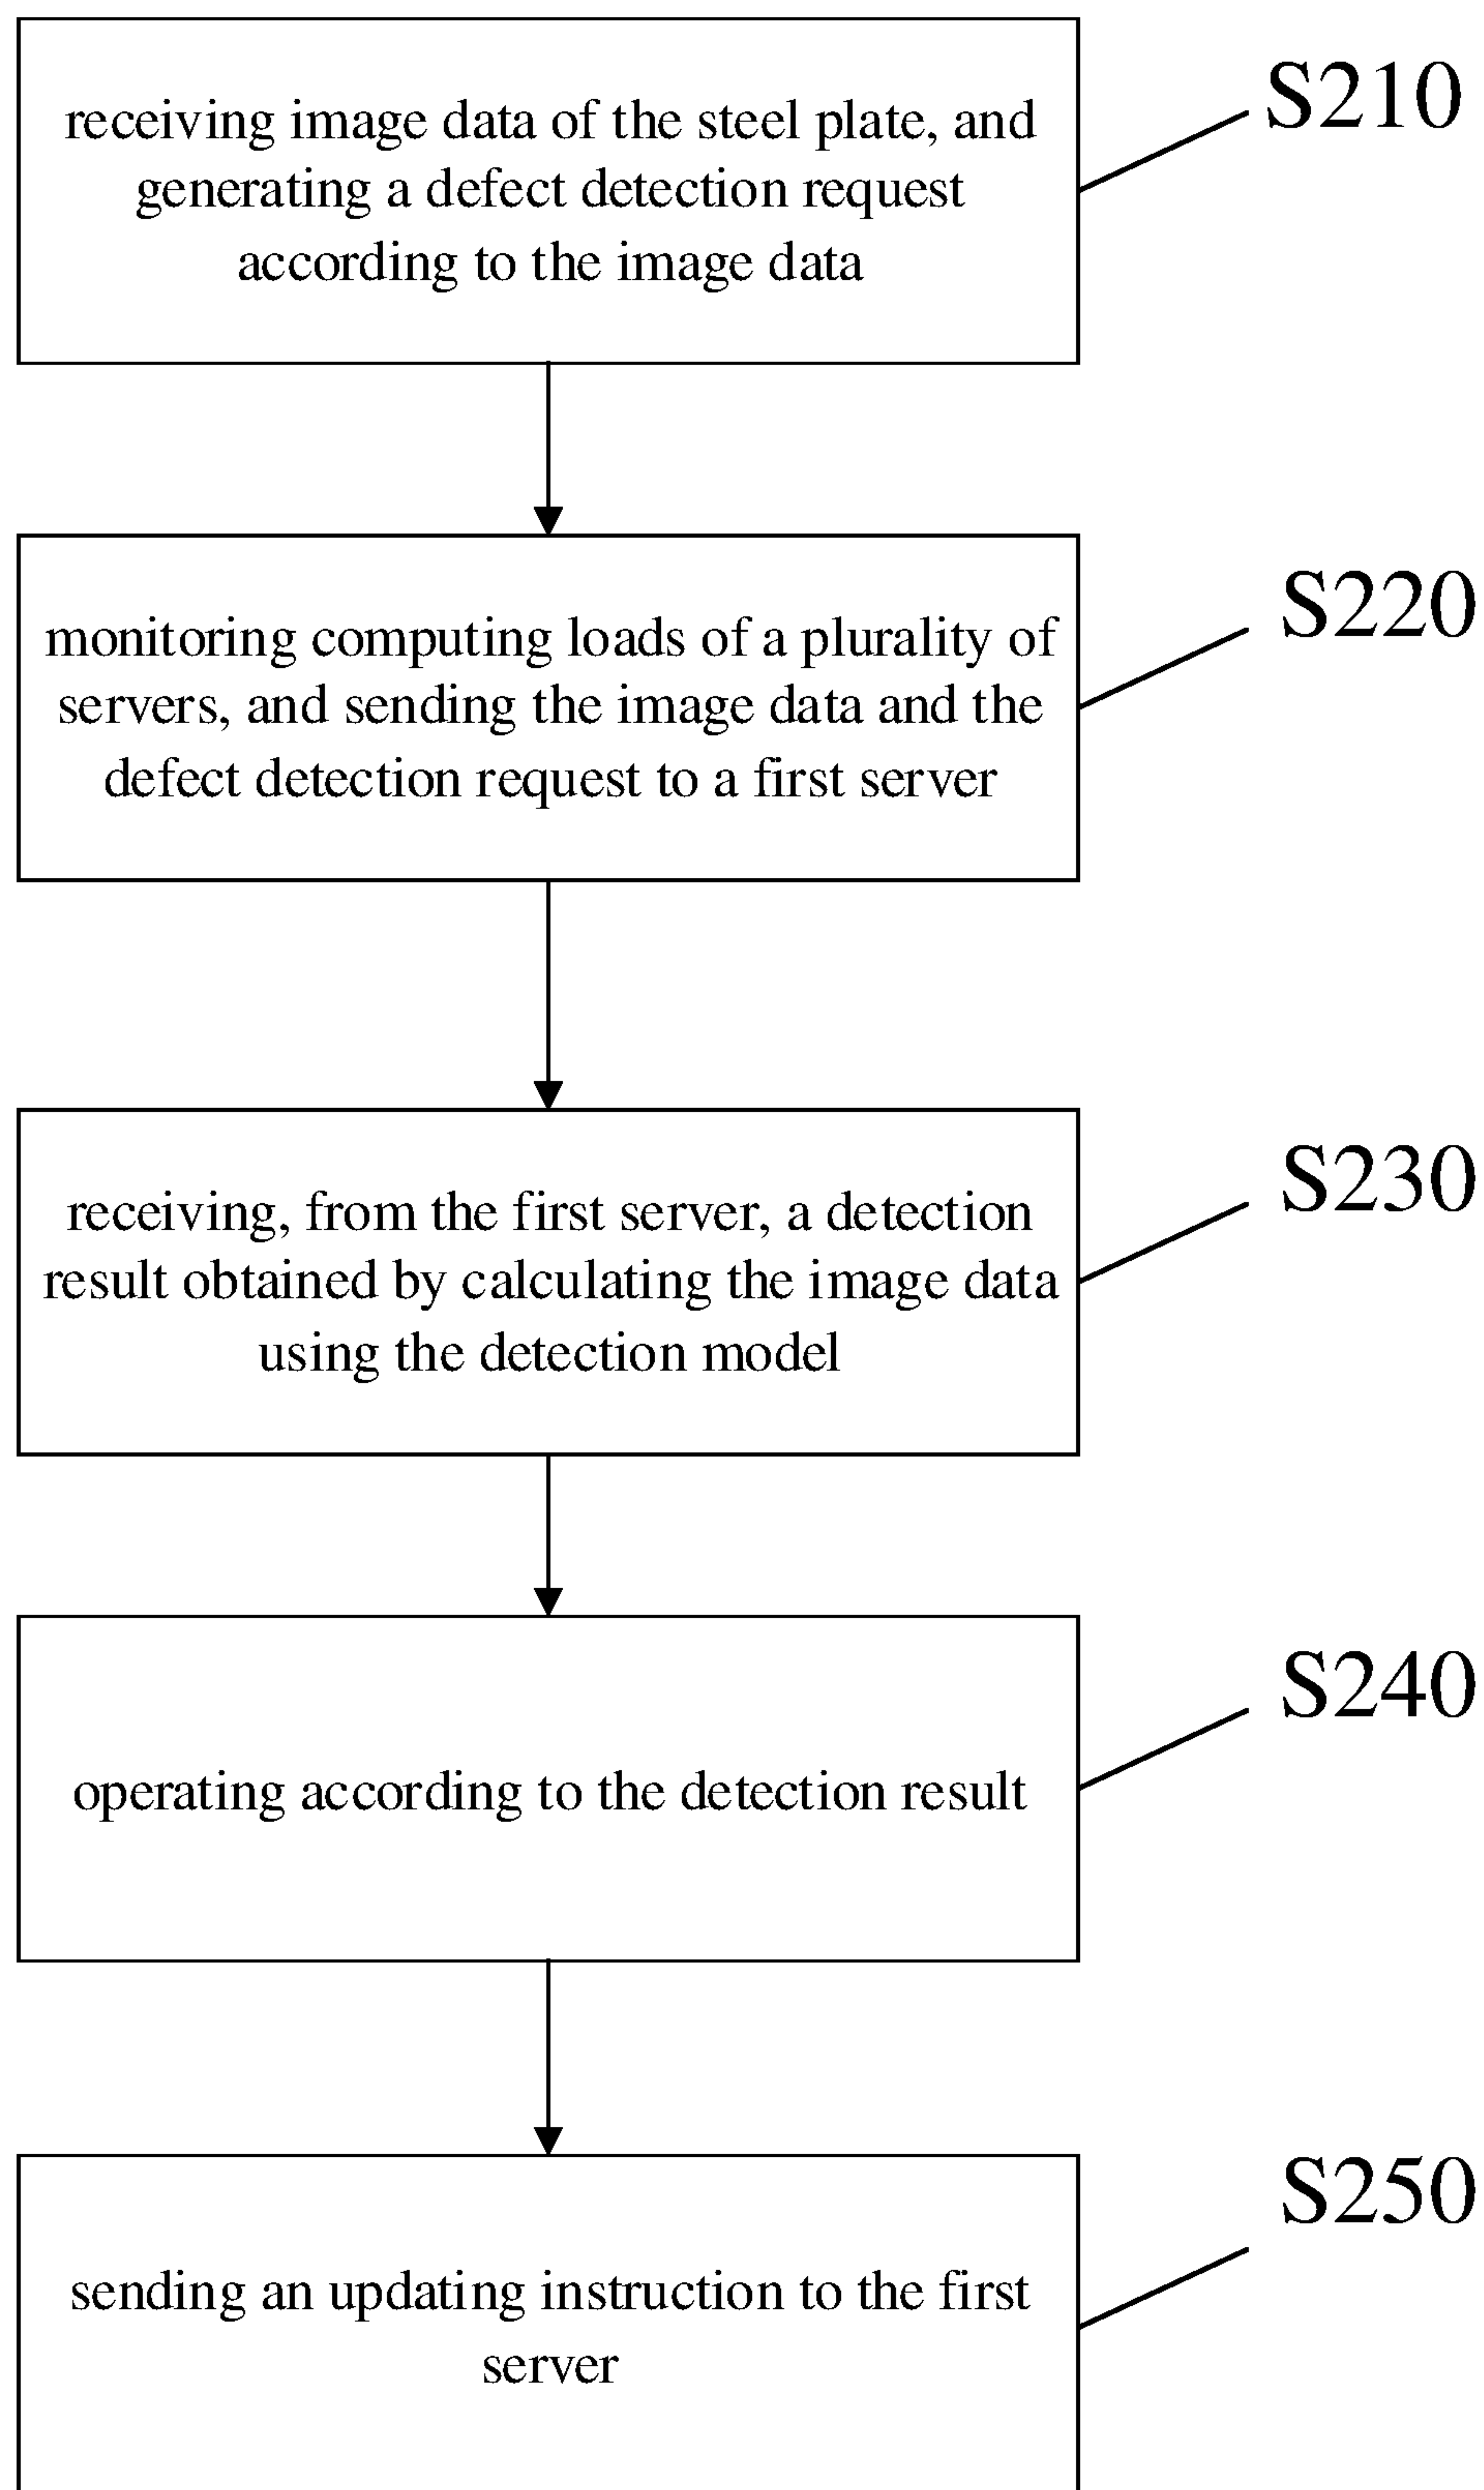 receiving image data of the steel plate, and
generating a defect detection request
according to the image data
S210
monitoring computing loads of a plurality of
servers, and sending the image data and the
defect detection request to a first server
S220
receiving, from the first server, a detection
result obtained by calculating the image data
using the detection model
S230
operating according to the detection result
S240
sending an updating instruction to the first
server
S250